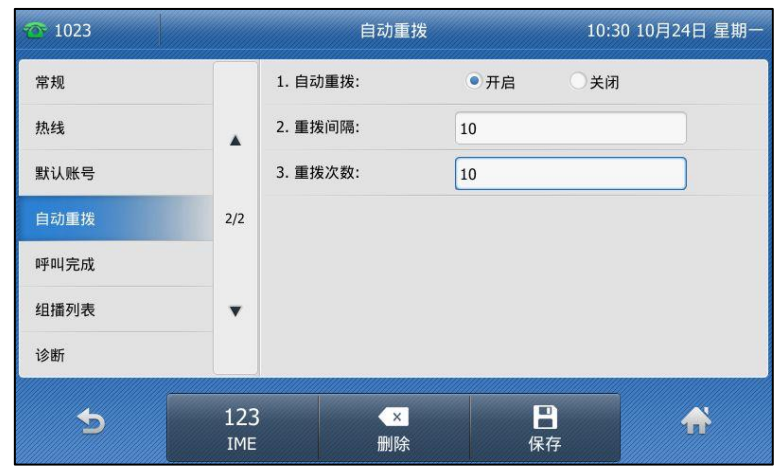 1023 自动重拨 10:30 10月24日 星期一
常规
热线
默认账号
自动重拨
呼叫完成
组播列表
诊断
2/2
1. 自动重拨: 开启 关闭
2. 重拨间隔: 10
3. 重拨次数: 10
123
IME
删除
保存